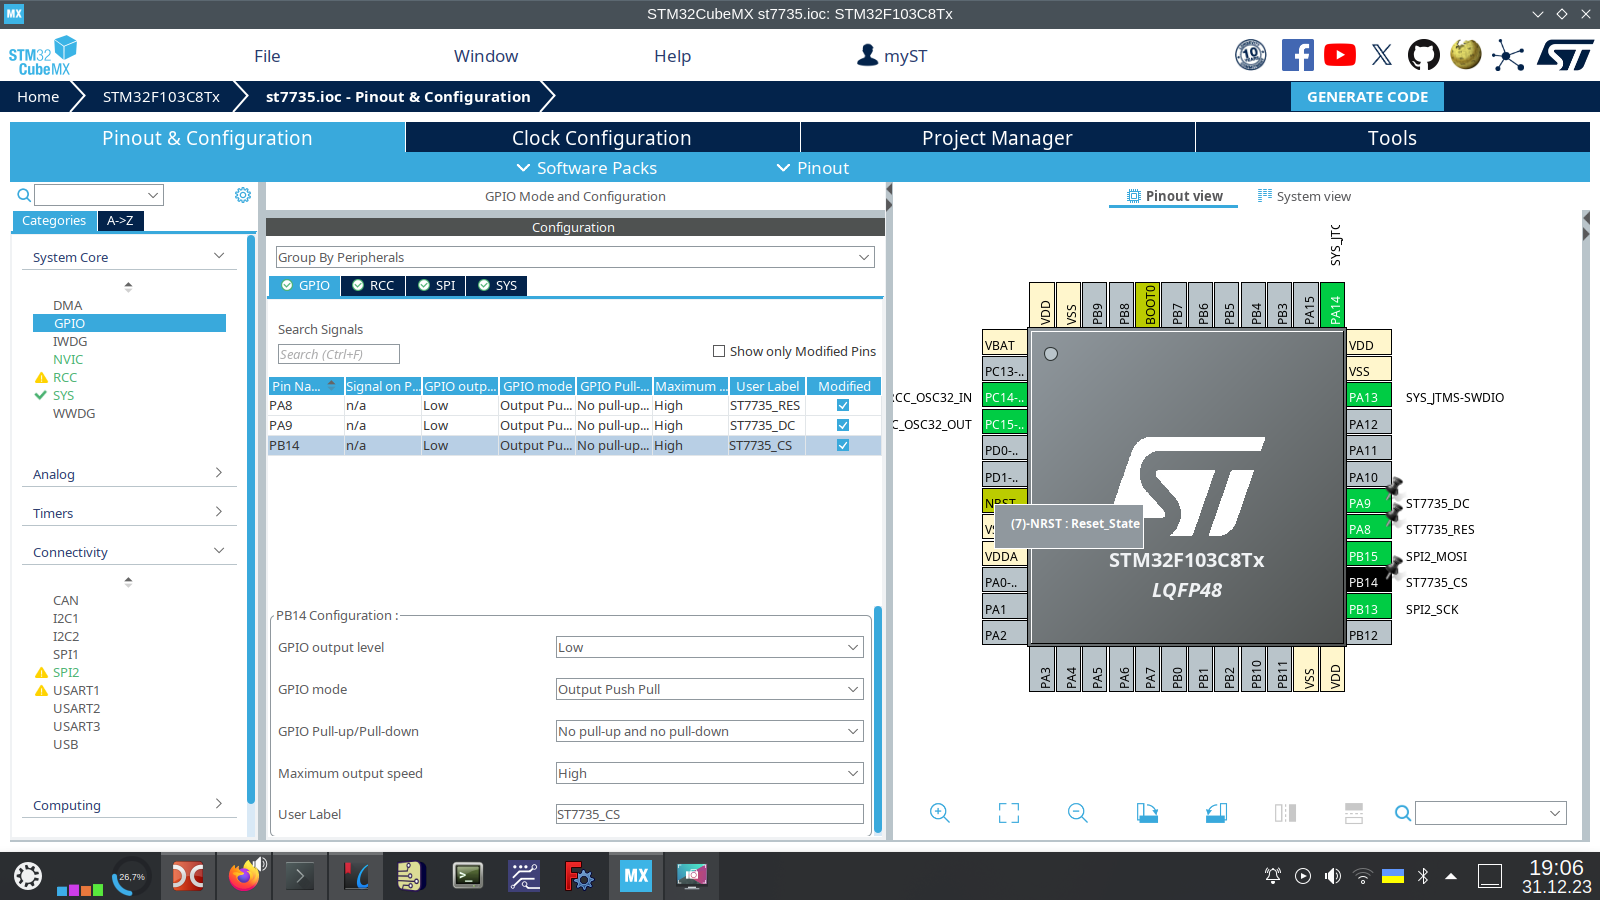 MX
STM32CubeMX st7735.ioc: STM32F103C8Tx
STM32
CubeMX
File
Window
Help
myST
10
Home
STM32F103C8Tx
st7735.ioc - Pinout & Configuration
GENERATE CODE
Pinout & Configuration
Clock Configuration
Project Manager
Tools
Software Packs
Pinout
Categories
A->Z
System Core
DMA
GPIO
IWDG
NVIC
RCC
SYS
WWDG
Analog
Timers
Connectivity
CAN
I2C1
I2C2
SPI1
SPI2
USART1
USART2
USART3
USB
Computing
GPIO Mode and Configuration
Configuration
Group By Peripherals
GPIO RCC SPI SYS
Search Signals
Search (Ctrl+F)
Show only Modified Pins
Pin Na... Signal on P... GPIO outp... GPIO mode GPIO Pull-... Maximum ... User Label Modified
PA8 n/a Low Output Pu... No pull-up... High ST7735_RES
PA9 n/a Low Output Pu... No pull-up... High ST7735_DC
PB14 n/a Low Output Pu... No pull-up... High ST7735_CS
PB14 Configuration :
GPIO output level Low
GPIO mode Output Push Pull
GPIO Pull-up/Pull-down No pull-up and no pull-down
Maximum output speed High
User Label ST7735_CS
Pinout view
System view
SYS_JTC
VDD VSS PB9 PB8 BOOT0 PB7 PB6 PB5 PB4 PB3 PA15 PA14
VBAT
PC13-..
RCC_OSC32_IN PC14-..
C_OSC32_OUT PC15-..
PD0-..
PD1-..
NRST
(7)-NRST : Reset_State
VDDA
PA0-..
PA1
PA2
VDD
VSS
PA13 SYS_JTMS-SWDIO
PA12
PA11
PA10
PA9 ST7735_DC
PA8 ST7735_RES
PB15 SPI2_MOSI
PB14 ST7735_CS
PB13 SPI2_SCK
PB12
ST
STM32F103C8Tx
LQFP48
PA3 PA4 PA5 PA6 PA7 PB0 PB1 PB2 PB10 PB11 VSS VDD
26,7%
MX
19:06
31.12.23